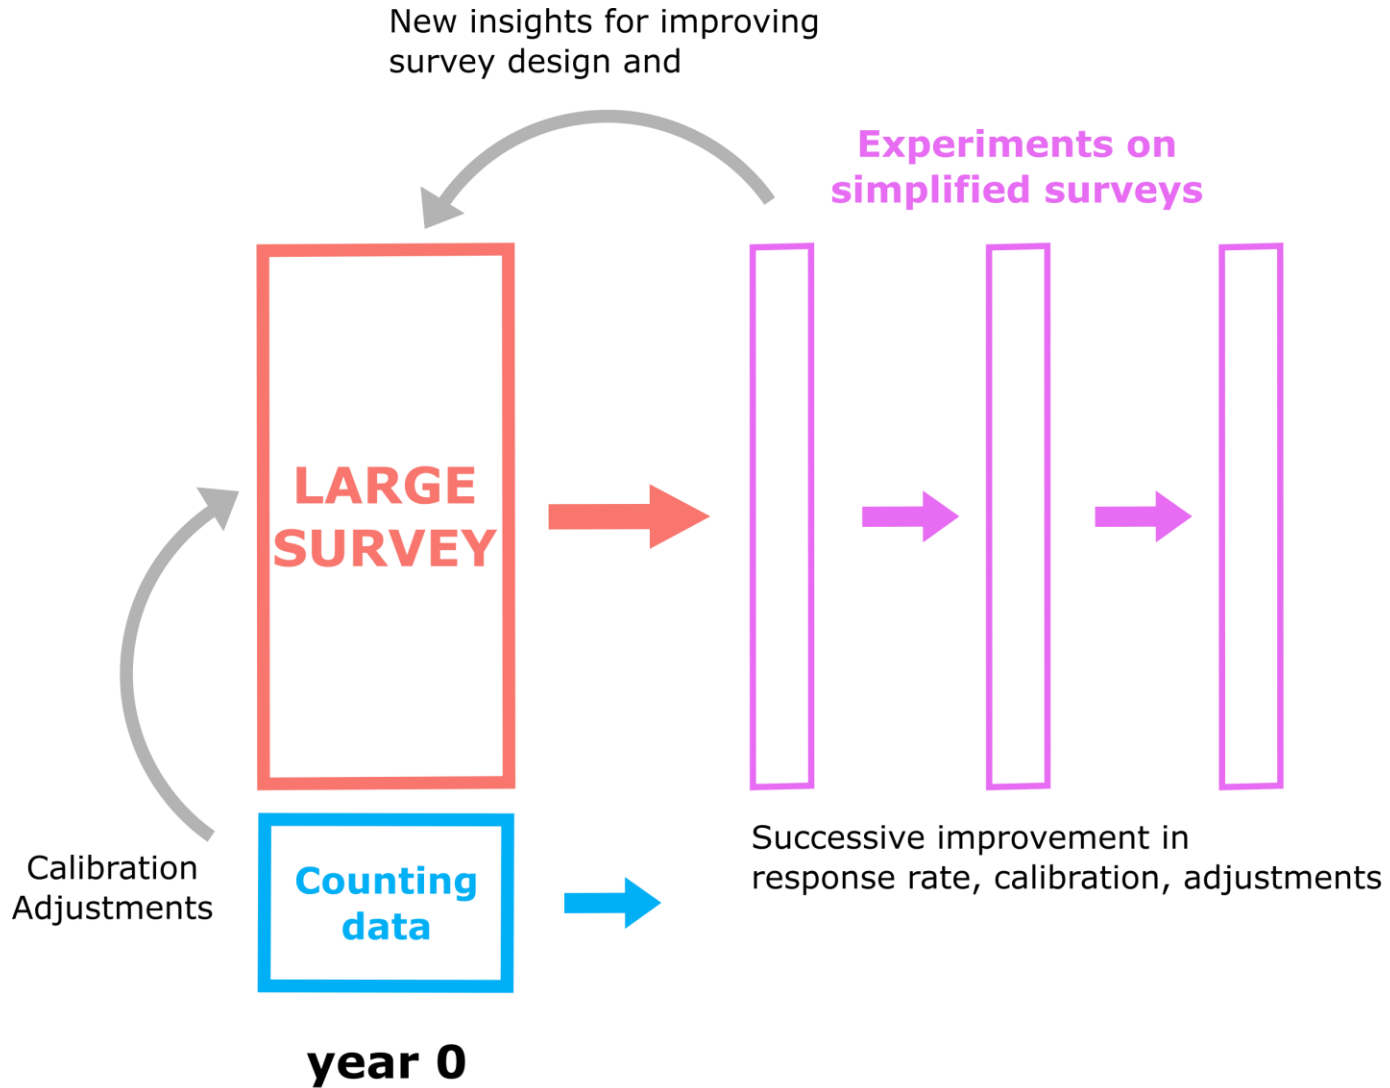 New insights for improving
survey design and
Experiments on
simplified surveys
LARGE
SURVEY
Calibration
Adjustments
Counting
data
Successive improvement in
response rate, calibration, adjustments
year 0